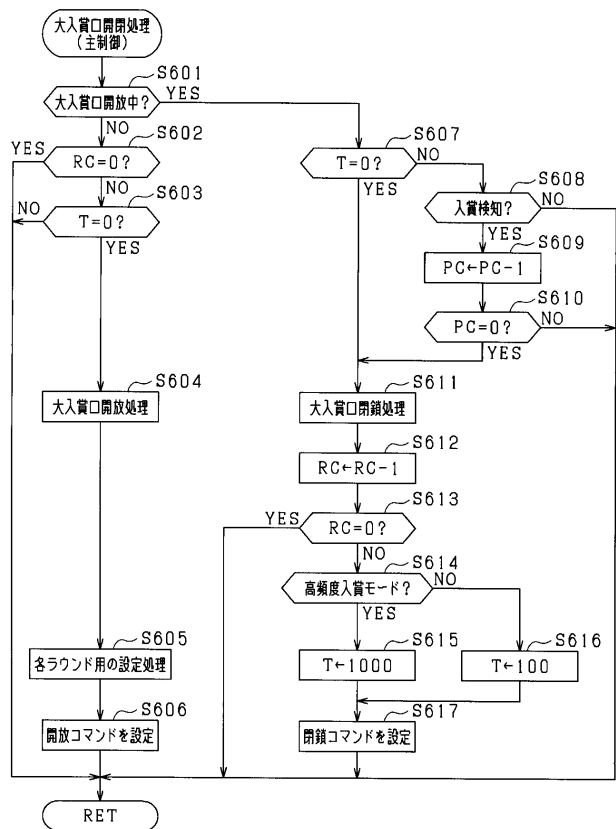 大入賞口開閉処理
(主制御)
S601
大入賞口開放中?
YES
NO
S602
YES
RC=0?
NO
S603
NO
T=0?
YES
S604
大入賞口開放処理
S605
各ラウンド用の設定処理
S606
開放コマンドを設定
RET
S607
T=0?
NO
YES
S608
入賞検知?
NO
YES
S609
PC←PC-1
S610
PC=0?
NO
YES
S611
大入賞口閉鎖処理
S612
RC←RC-1
S613
YES
RC=0?
NO
S614
高頻度入賞モード?
NO
YES
S615
T←1000
S616
T←100
S617
閉鎖コマンドを設定